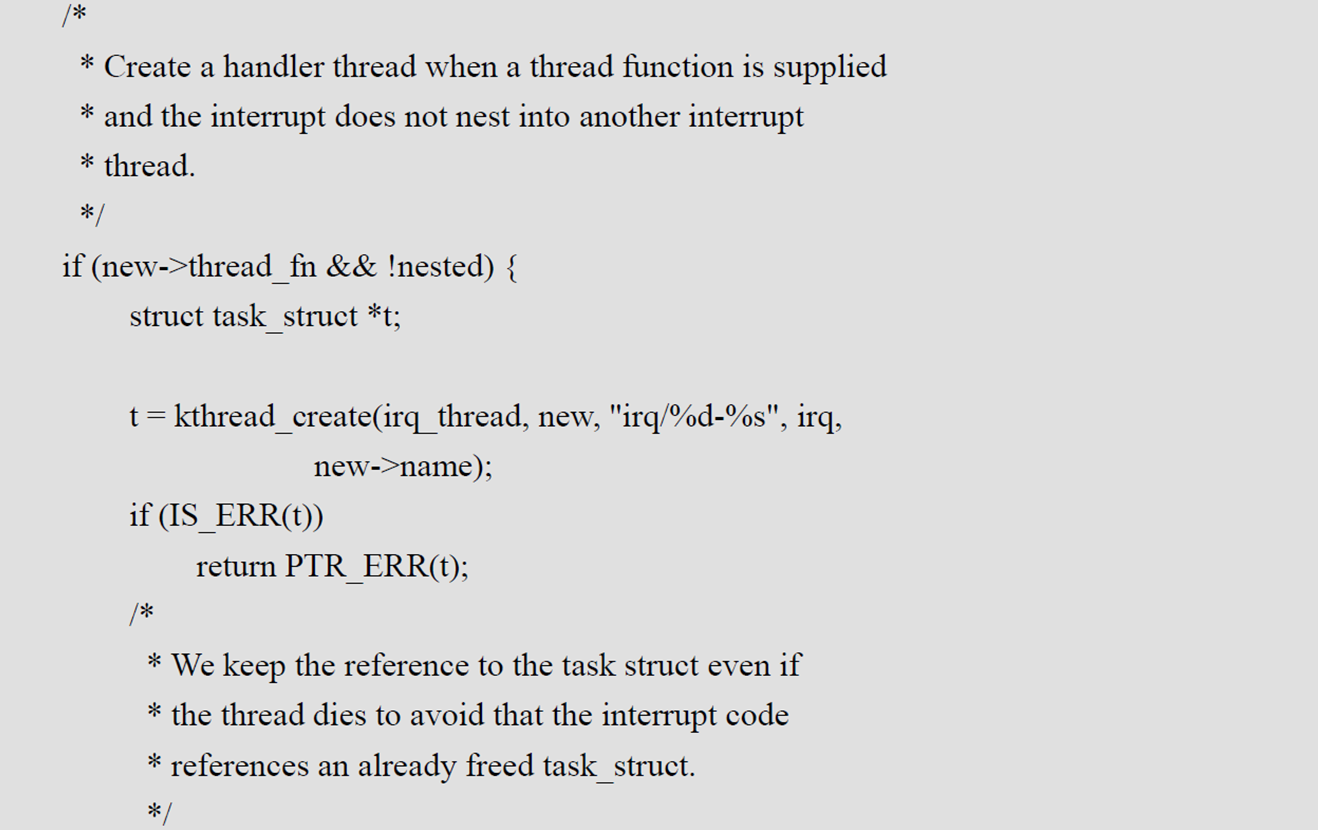 /*
* Create a handler thread when a thread function is supplied
* and the interrupt does not nest into another interrupt
* thread.
*/
if (new->thread_fn && !nested) {
struct task_struct *t;
t = kthread_create(irq_thread, new, "irq/%d-%s", irq,
new->name);
if (IS_ERR(t))
return PTR_ERR(t);
/*
* We keep the reference to the task struct even if
* the thread dies to avoid that the interrupt code
* references an already freed task_struct.
*/